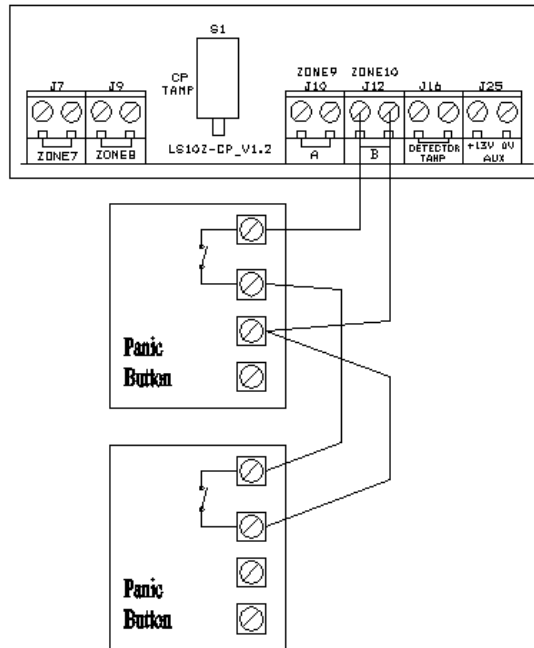 S1
ZONE9 ZONE10
J7 J9 CP TAMP J10 J12 J16 J25
ZONE7 ZONE8 LS10Z-CP_V1.2 A B DETECTOR TAMP +13V 0V AUX
Panic
Button
Panic
Button